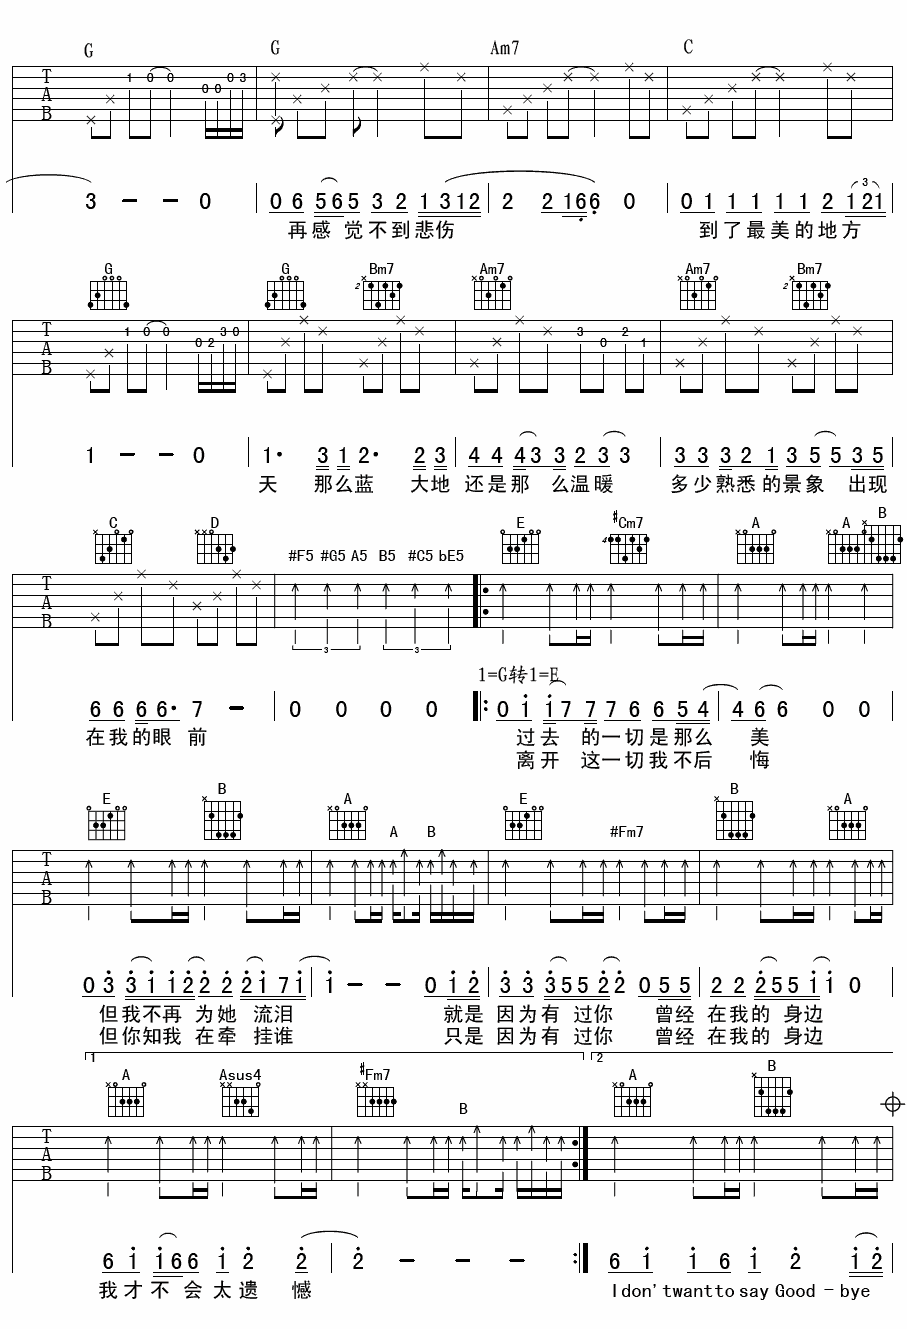 G G Am7 C
T A B 1 0 0 0 0 0 3
3 — — 0 0 6 5 6 5 3 2 1 3 1 2 2 2 1 6 6 0 0 1 1 1 1 1 2 1 2 1
再感 觉不到悲伤 到了最美的地方
G G Bm7 Am7 Am7 Bm7
T A B 1 0 0 0 2 3 0 3 0 2 1
1 — — 0 1· 3 1 2· 2 3 4 4 4 3 3 2 3 3 3 3 3 2 1 3 5 5 3 5
天 那么蓝 大地 还是那 么温暖 多少熟悉的景象 出现
C D #F5 #G5 A5 B5 #C5 bE5 E #Cm7 A A B
T A B 3 3
1=G转1=E
6 6 6 6· 7 — 0 0 0 0 0 1 1 7 7 7 6 6 5 4 4 6 6 0 0
在我的眼 前 过去 的一切是那么 美
离开 这一切我不后 悔
E B A A B E #Fm7 B A
T A B
0 3 3 1 1 2 2 2 2 1 7 1 1 — — 0 1 2 3 3 3 5 5 2 2 0 5 5 2 2 2 5 5 1 1 0
但我不再 为她 流泪 就是 因为有 过你 曾经 在我的 身边
但你知我 在牵 挂谁 只是 因为有 过你 曾经 在我的 身边
1 2
A Asus4 #Fm7 B A B
T A B
6 1 1 6 6 1 2 2 2 — — — 6 1 1 6 1 2 1 2
我才不 会太遗 憾 I don'twantto say Good – bye